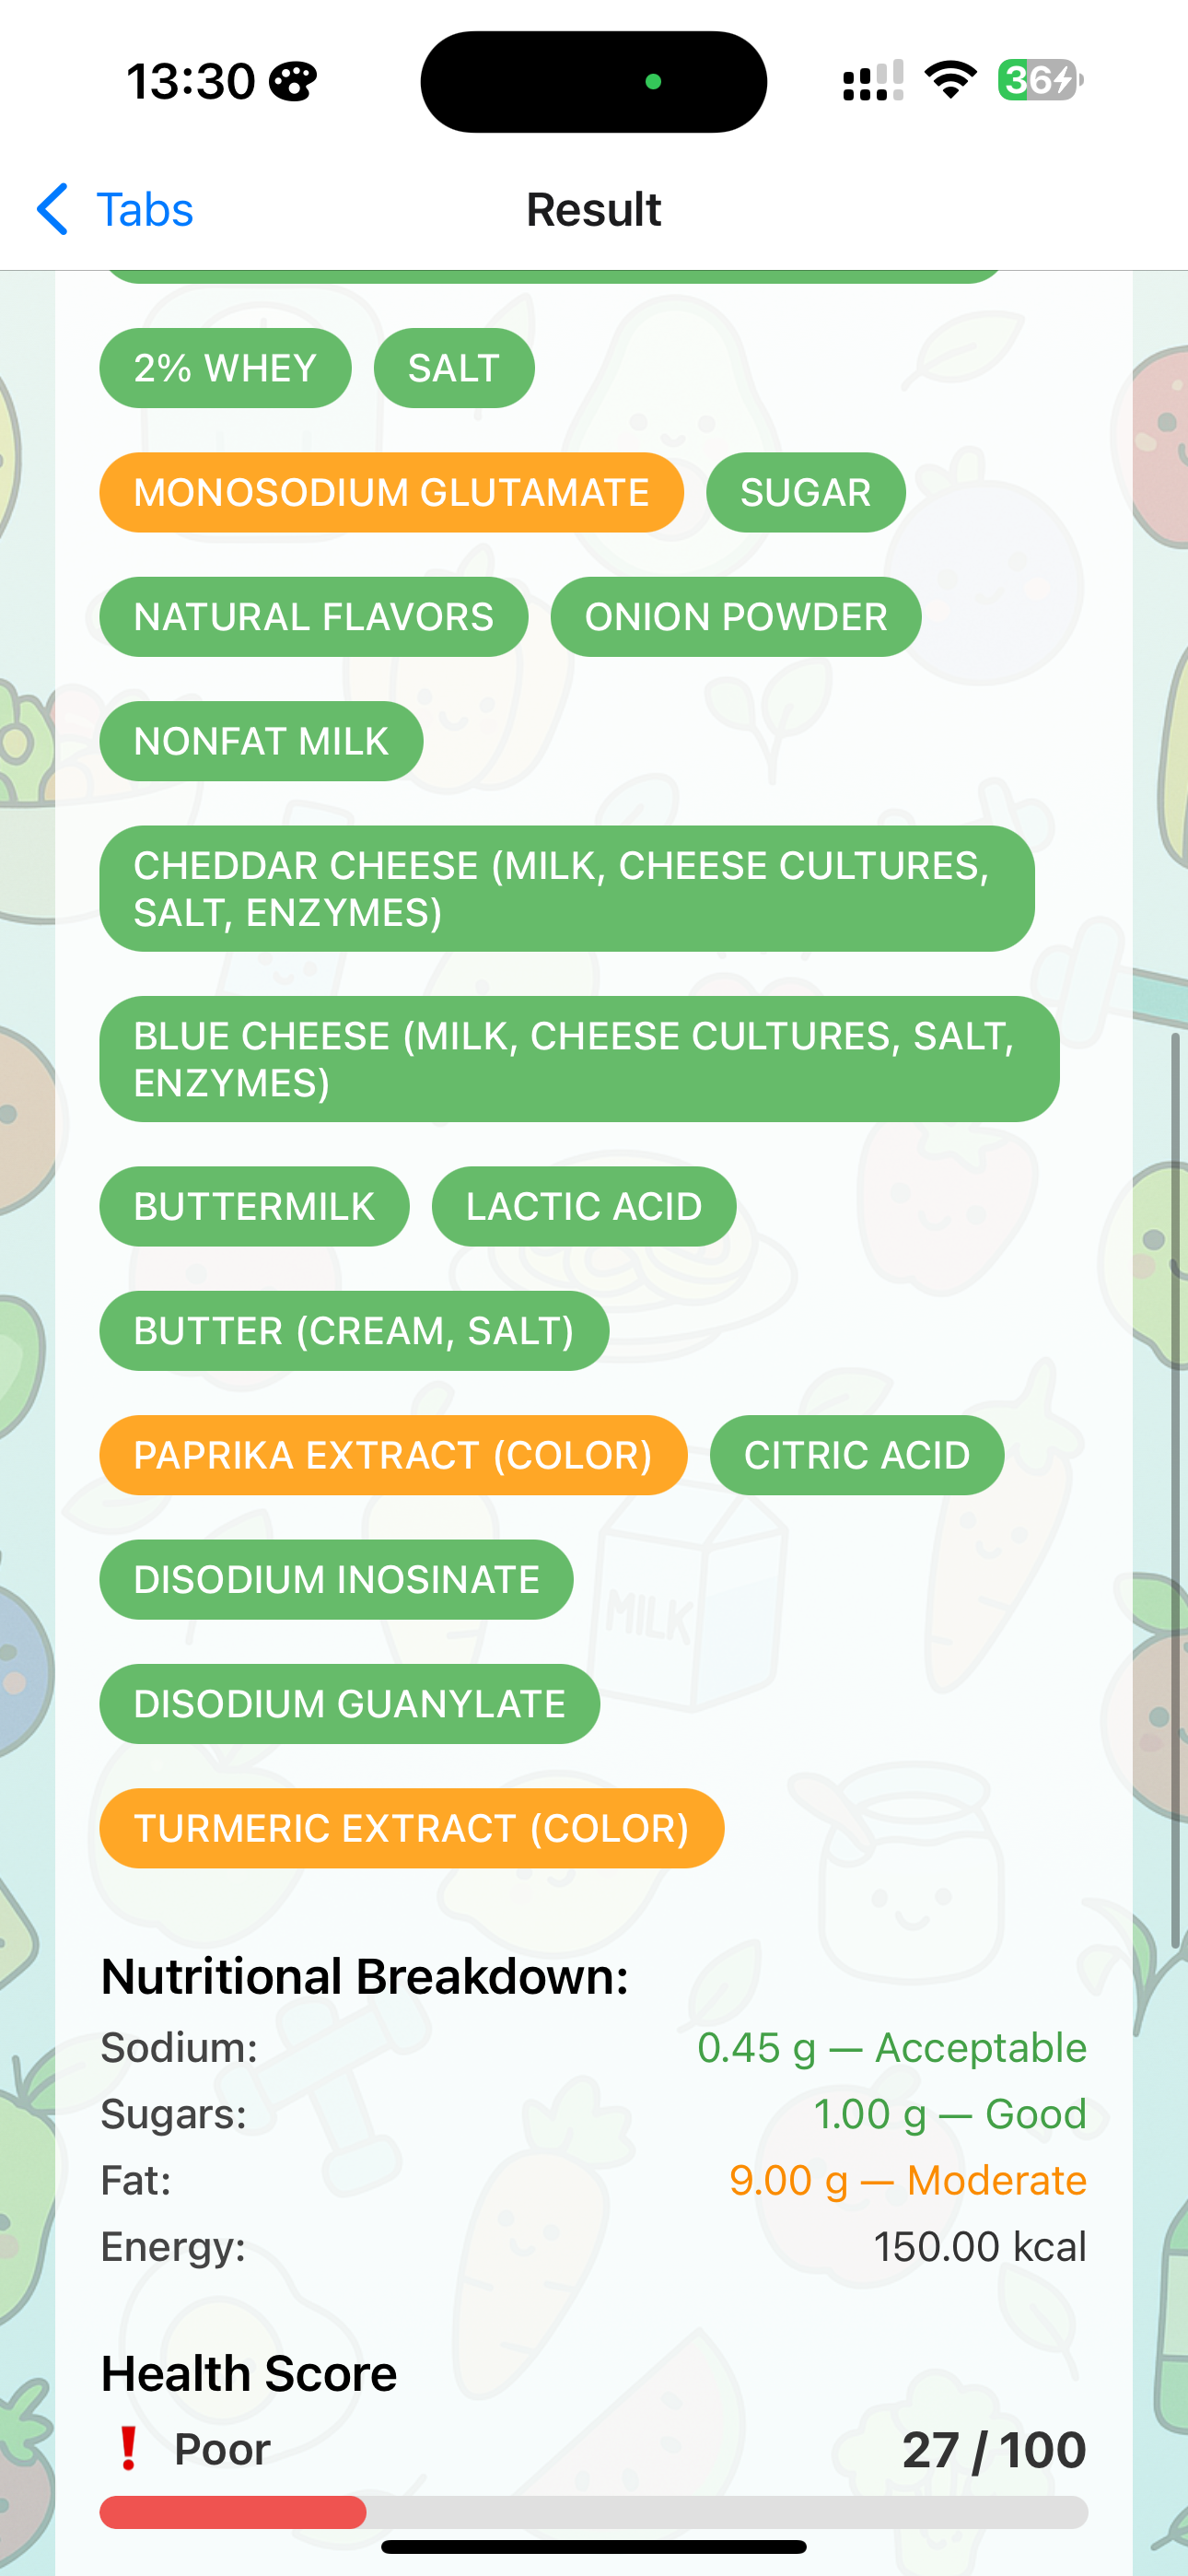 13:30
36
Tabs
Result
2% WHEY
SALT
MONOSODIUM GLUTAMATE
SUGAR
NATURAL FLAVORS
ONION POWDER
NONFAT MILK
CHEDDAR CHEESE (MILK, CHEESE CULTURES,
SALT, ENZYMES)
BLUE CHEESE (MILK, CHEESE CULTURES, SALT,
ENZYMES)
BUTTERMILK
LACTIC ACID
BUTTER (CREAM, SALT)
PAPRIKA EXTRACT (COLOR)
CITRIC ACID
DISODIUM INOSINATE
MILK
DISODIUM GUANYLATE
TURMERIC EXTRACT (COLOR)
Nutritional Breakdown:
Sodium: 0.45 g — Acceptable
Sugars: 1.00 g — Good
Fat: 9.00 g — Moderate
Energy: 150.00 kcal
Health Score
❗ Poor 27 / 100